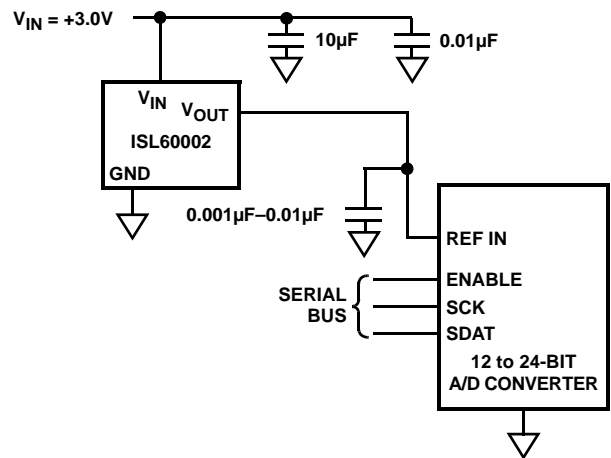 VIN = +3.0V
10µF
0.01µF
VIN
VOUT
ISL60002
GND
0.001µF–0.01µF
REF IN
SERIAL
BUS
ENABLE
SCK
SDAT
12 to 24-BIT
A/D CONVERTER